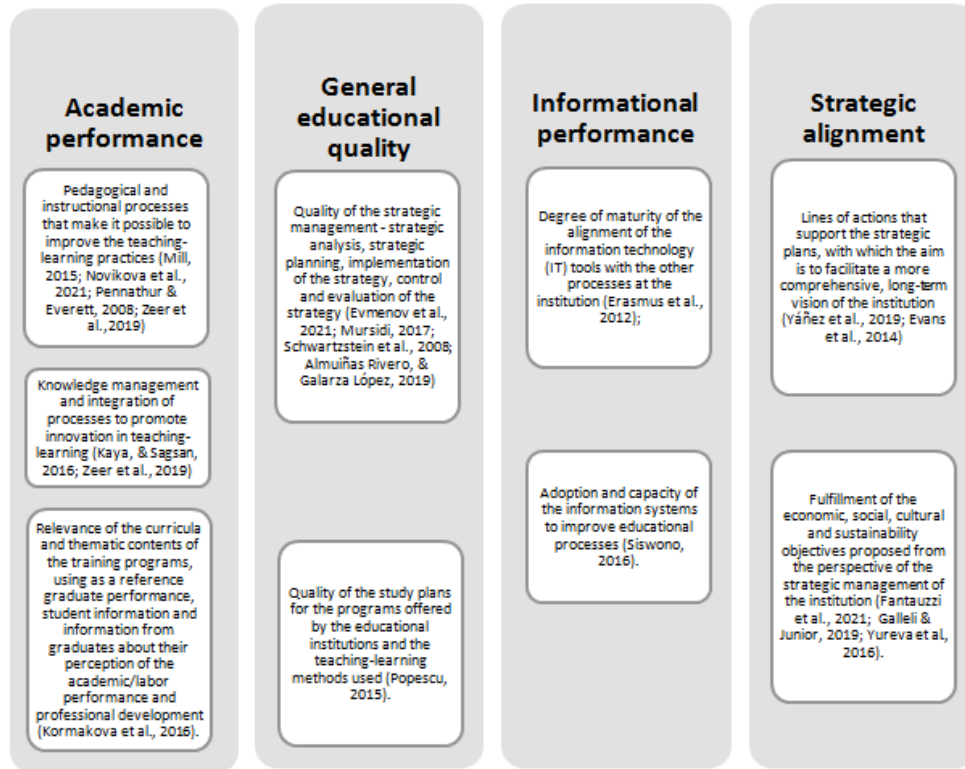 Academic
performance
Pedagogical and
instructional processes
that make it possible to
improve the teaching-
learning practices (Mill,
2015; Novikova et al.,
2021; Pennathur &
Everett, 2008; Zeer et
al.,2019)
Knowledge management
and integration of
processes to promote
innovation in teaching-
learning (Kaya, & Sagsan,
2016; Zeer et al., 2019)
Relevance of the curricula
and thematic contents of
the training programs,
using as a reference
graduate performance,
student information and
information from
graduates about their
perception of the
academic/labor
performance and
professional development
(Kormakova et al., 2016).
General
educational
quality
Quality of the strategic
management - strategic
analysis, strategic
planning, implementation
of the strategy, control
and evaluation of the
strategy (Evmenov et al.,
2021; Mursidi, 2017;
Schwartzstein et al., 2008;
Almuiñas Rivero, &
Galarza López, 2019)
Quality of the study plans
for the programs offered
by the educational
institutions and the
teaching-learning
methods used (Popescu,
2015).
Informational
performance
Degree of maturity of the
alignment of the
information technology
(IT) tools with the other
processes at the
institution (Erasmus et al.,
2012);
Adoption and capacity of
the information systems
to improve educational
processes (Siswono,
2016).
Strategic
alignment
Lines of actions that
support the strategic
plans, with which the aim
is to facilitate a more
comprehensive, long-term
vision of the institution
(Yáñez et al., 2019; Evans
et al., 2014)
Fulfillment of the
economic, social, cultural
and sustainability
objectives proposed from
the perspective of the
strategic management of
the institution (Fantauzzi
et al., 2021; Galleli &
Junior, 2019; Yureva et al,
2016).